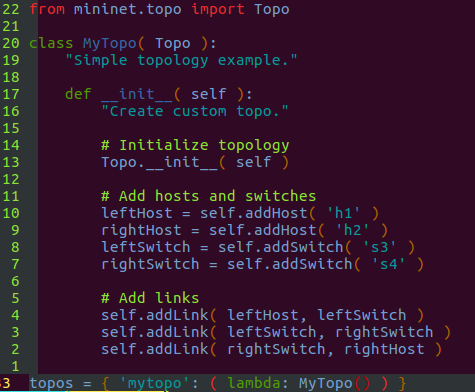 22 from mininet.topo import Topo
21
20 class MyTopo( Topo ):
19     "Simple topology example."
18
17     def __init__( self ):
16         "Create custom topo."
15
14         # Initialize topology
13         Topo.__init__( self )
12
11         # Add hosts and switches
10         leftHost = self.addHost( 'h1' )
9         rightHost = self.addHost( 'h2' )
8         leftSwitch = self.addSwitch( 's3' )
7         rightSwitch = self.addSwitch( 's4' )
6
5         # Add links
4         self.addLink( leftHost, leftSwitch )
3         self.addLink( leftSwitch, rightSwitch )
2         self.addLink( rightSwitch, rightHost )
1
3 topos = { 'mytopo': ( lambda: MyTopo() ) }